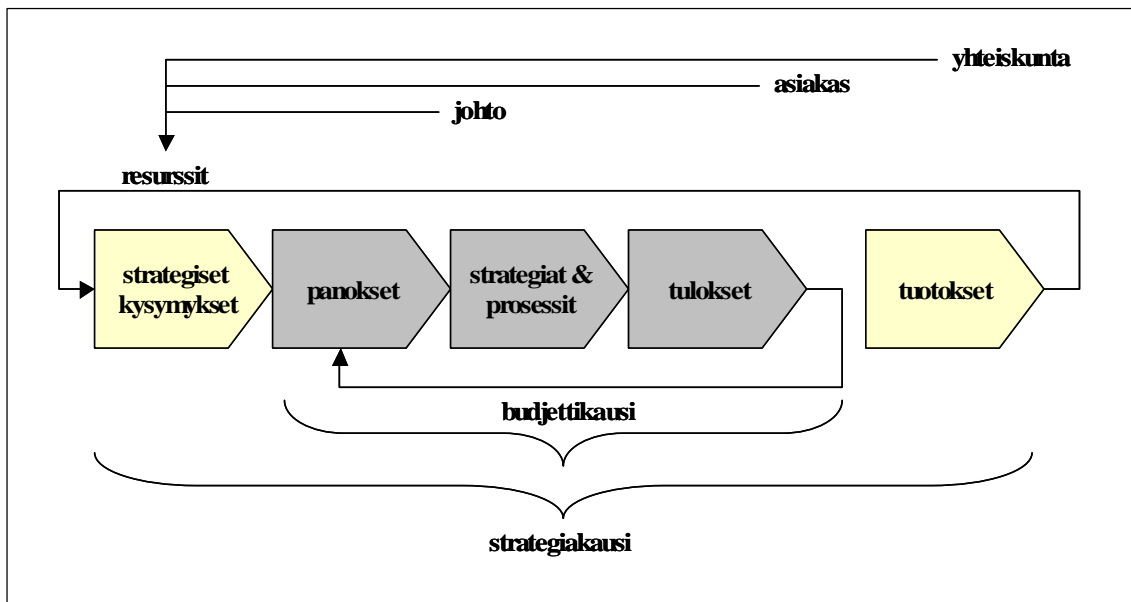 yhteiskunta
asiakas
johto
resurssit
strategiset
kysymykset
panokset
strategiat &
prosessit
tulokset
tuotokset
budjettikausi
strategiakausi